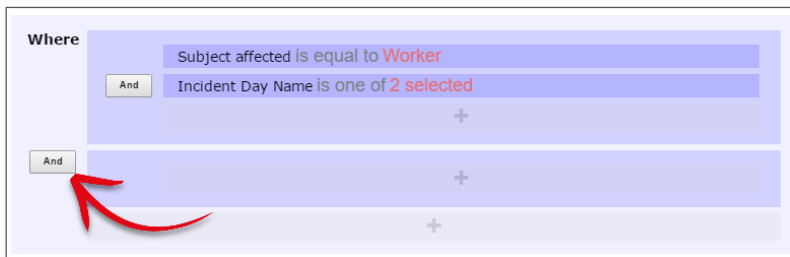 Where
Subject affected is equal to Worker
And
Incident Day Name is one of 2 selected
And